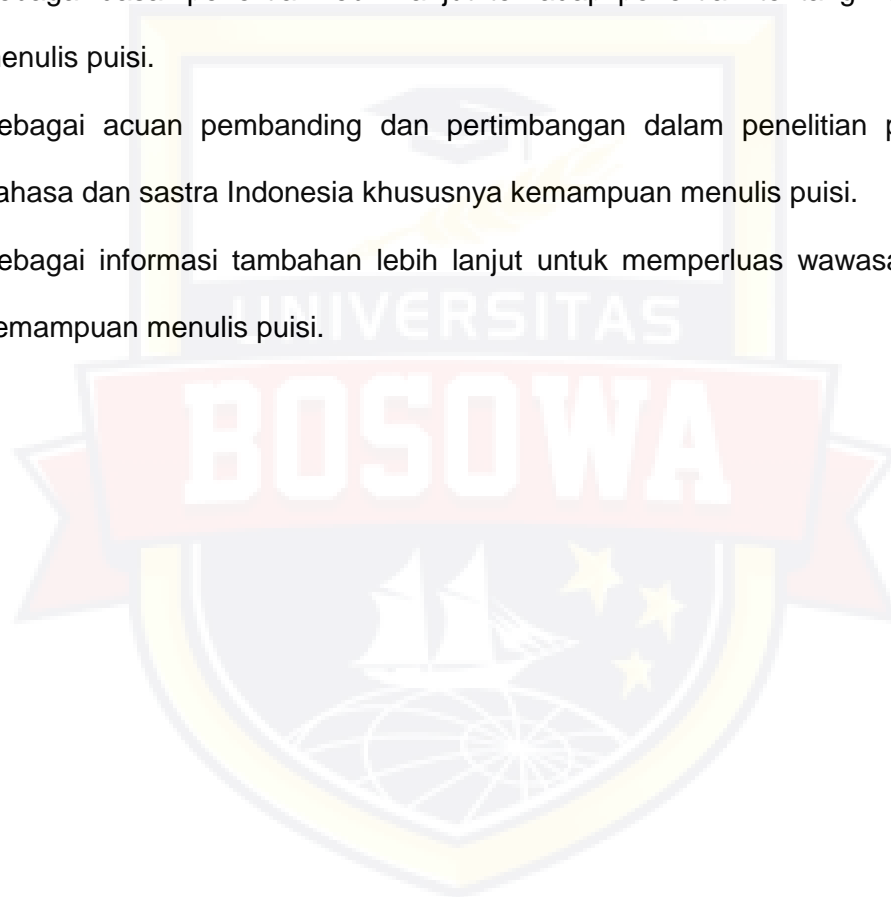 menulis puisi.
ebagai acuan pembanding dan pertimbangan dalam penelitian p
ahasa dan sastra Indonesia khususnya kemampuan menulis puisi.
ebagai informasi tambahan lebih lanjut untuk memperluas wawasa
emampuan menulis puisi.
UNIVERSITAS
BOSOWA